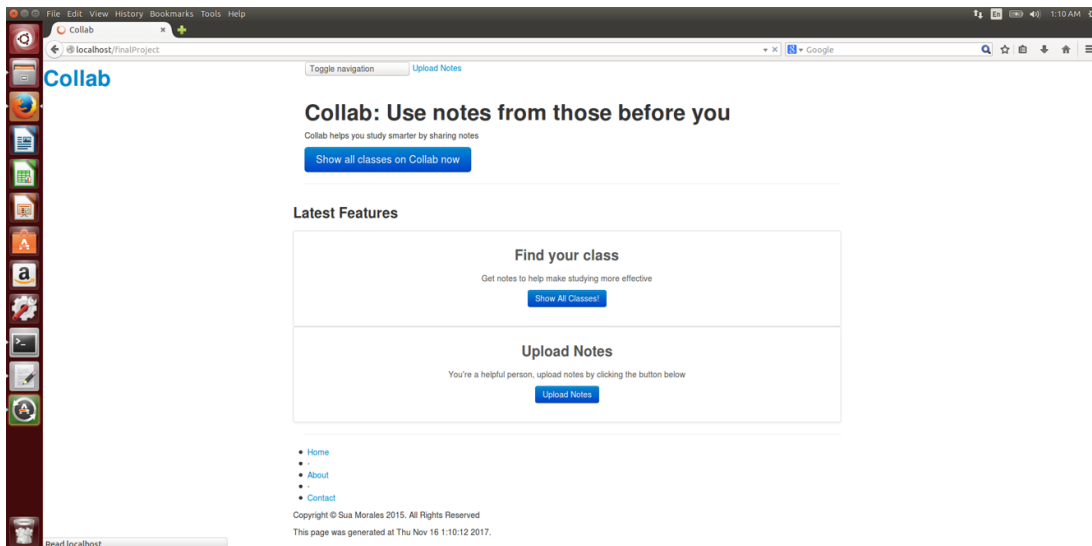 File Edit View History Bookmarks Tools Help
En
1:10 AM
Collab
localhost/finalProject
Google
Collab
Toggle navigation
Upload Notes
Collab: Use notes from those before you
Collab helps you study smarter by sharing notes
Show all classes on Collab now
Latest Features
Find your class
Get notes to help make studying more effective
Show All Classes!
Upload Notes
You're a helpful person, upload notes by clicking the button below
Upload Notes
Home
·
About
·
Contact
Copyright © Sua Morales 2015. All Rights Reserved
This page was generated at Thu Nov 16 1:10:12 2017.
Read localhost